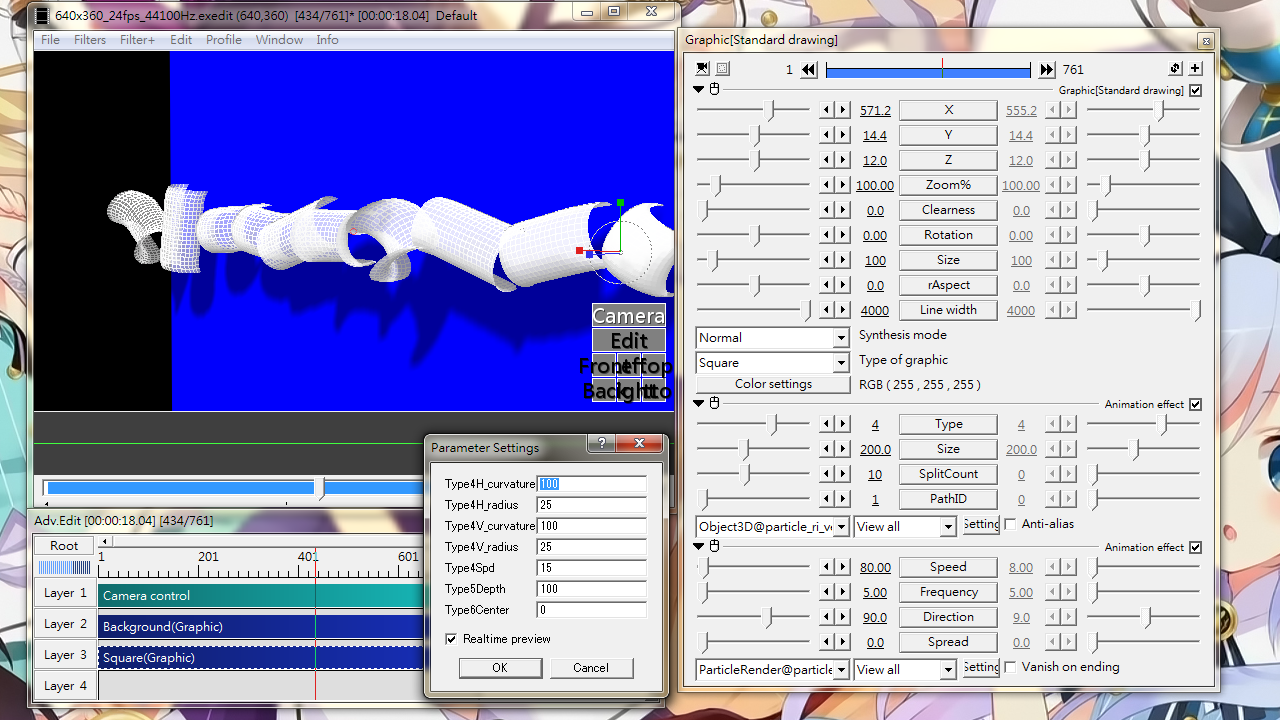 640x360_24fps_44100Hz.exedit (640,360) [434/761]* [00:00:18.04] Default
File Filters Filter+ Edit Profile Window Info
Camera
Edit
Front
top
Back
Parameter Settings
Type4H_curvature 100
Type4H_radius 25
Type4V_curvature 100
Type4V_radius 25
Type4Spd 15
Type5Depth 100
Type6Center 0
Realtime preview
OK Cancel
Adv.Edit [00:00:18.04] [434/761]
Root
1 201 401 601
Layer 1 Camera control
Layer 2 Background(Graphic)
Layer 3 Square(Graphic)
Layer 4
Graphic[Standard drawing]
1 761
Graphic[Standard drawing]
571.2 X 555.2
14.4 Y 14.4
12.0 Z 12.0
100.00 Zoom% 100.00
0.0 Clearness 0.0
0.00 Rotation 0.00
100 Size 100
0.0 rAspect 0.0
4000 Line width 4000
Normal Synthesis mode
Square Type of graphic
Color settings RGB ( 255 , 255 , 255 )
Animation effect
4 Type 4
200.0 Size 200.0
10 SplitCount 0
1 PathID 0
Object3D@particle_ri_ve View all Setting Anti-alias
Animation effect
80.00 Speed 8.00
5.00 Frequency 5.00
90.0 Direction 9.0
0.0 Spread 0.0
ParticleRender@particle View all Setting Vanish on ending